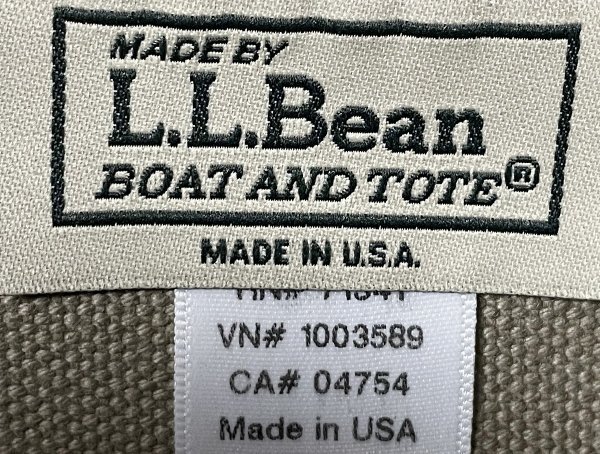 MADE BY
L.L.Bean
BOAT AND TOTE®
MADE IN U.S.A.
VN# 1003589
CA# 04754
Made in USA